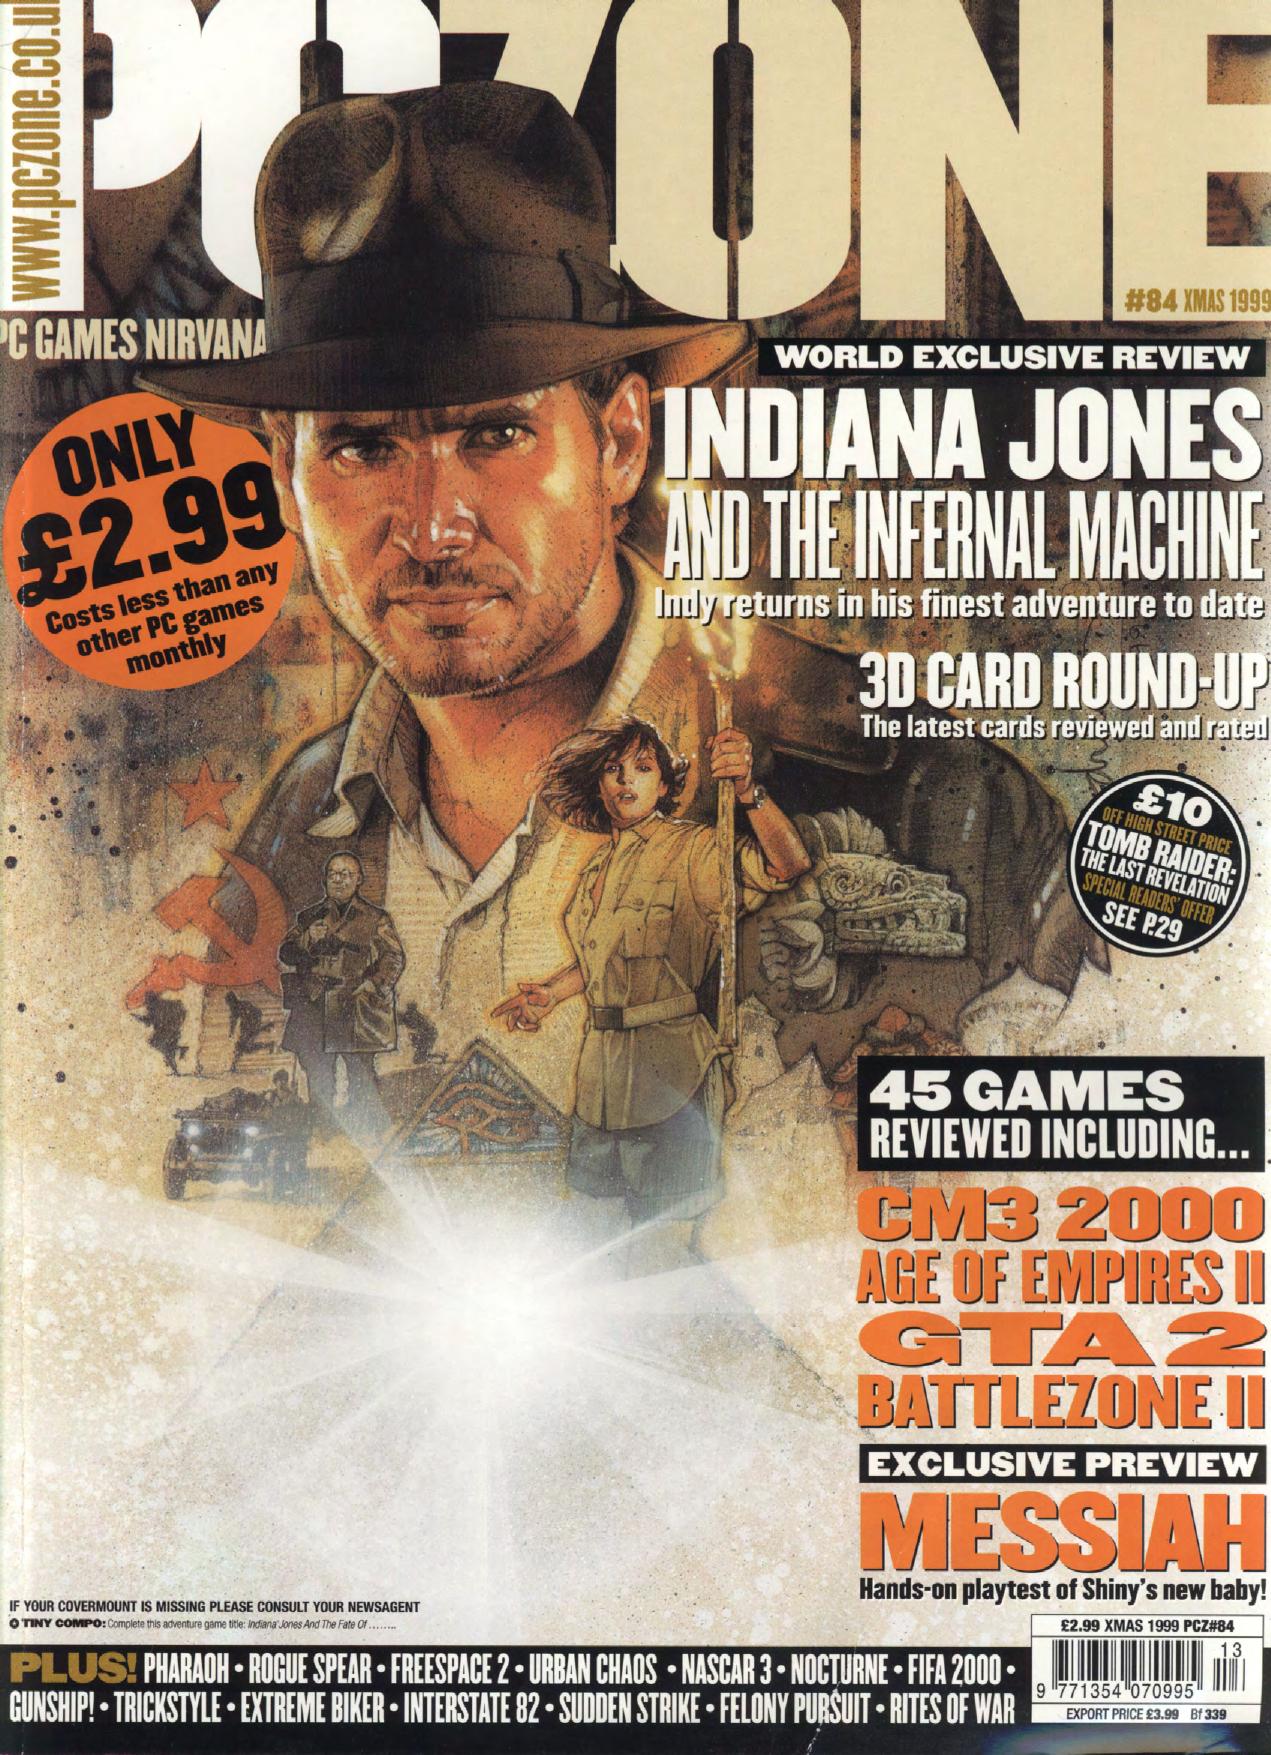 www.pczone.co.u
PC ZONE
#84 XMAS 1999
PC GAMES NIRVANA
WORLD EXCLUSIVE REVIEW
INDIANA JONES
AND THE INFERNAL MACHINE
Indy returns in his finest adventure to date
ONLY
£2.99
Costs less than any
other PC games
monthly
3D CARD ROUND-UP
The latest cards reviewed and rated
£10
OFF HIGH STREET PRICE
TOMB RAIDER:
THE LAST REVELATION
SPECIAL READERS' OFFER
SEE P.29
45 GAMES
REVIEWED INCLUDING...
CM3 2000
AGE OF EMPIRES II
GTA 2
BATTLEZONE II
EXCLUSIVE PREVIEW
MESSIAH
Hands-on playtest of Shiny's new baby!
IF YOUR COVERMOUNT IS MISSING PLEASE CONSULT YOUR NEWSAGENT
TINY COMPO: Complete this adventure game title: Indiana Jones And The Fate Of ........
PLUS! PHARAOH • ROGUE SPEAR • FREESPACE 2 • URBAN CHAOS • NASCAR 3 • NOCTURNE • FIFA 2000 •
GUNSHIP! • TRICKSTYLE • EXTREME BIKER • INTERSTATE 82 • SUDDEN STRIKE • FELONY PURSUIT • RITES OF WAR
£2.99 XMAS 1999 PCZ#84
13
9 771354 070995
EXPORT PRICE £3.99 Bf 339